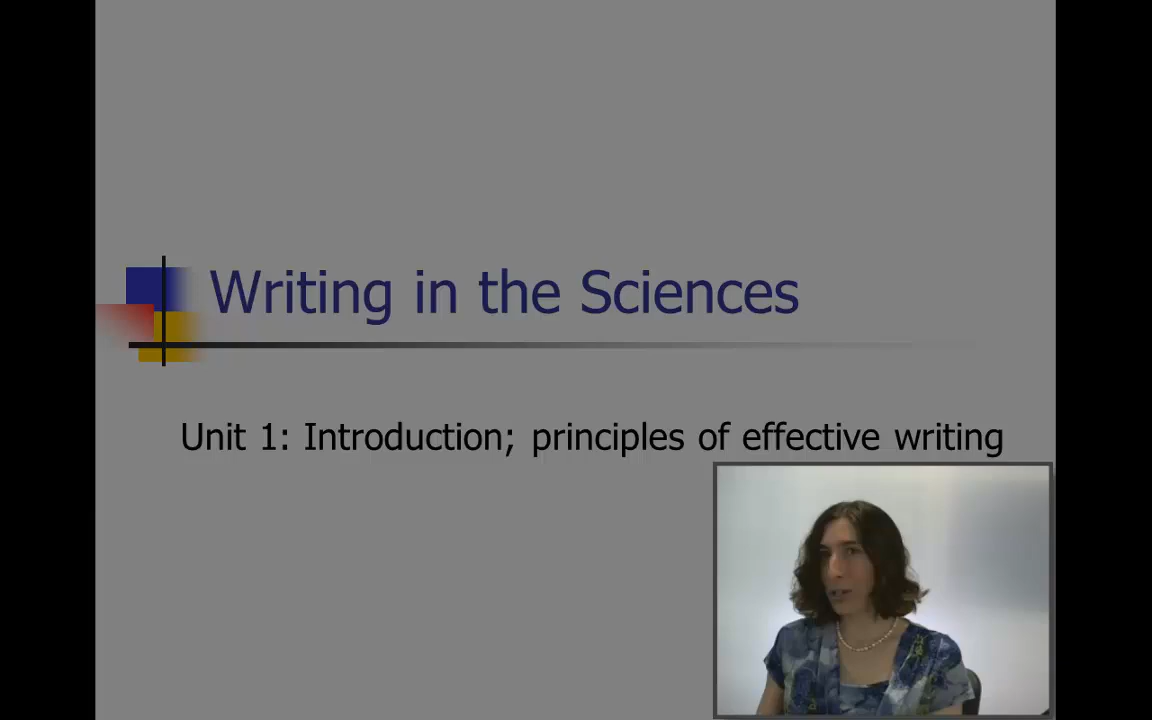 Writing in the Sciences
Unit 1: Introduction; principles of effective writing